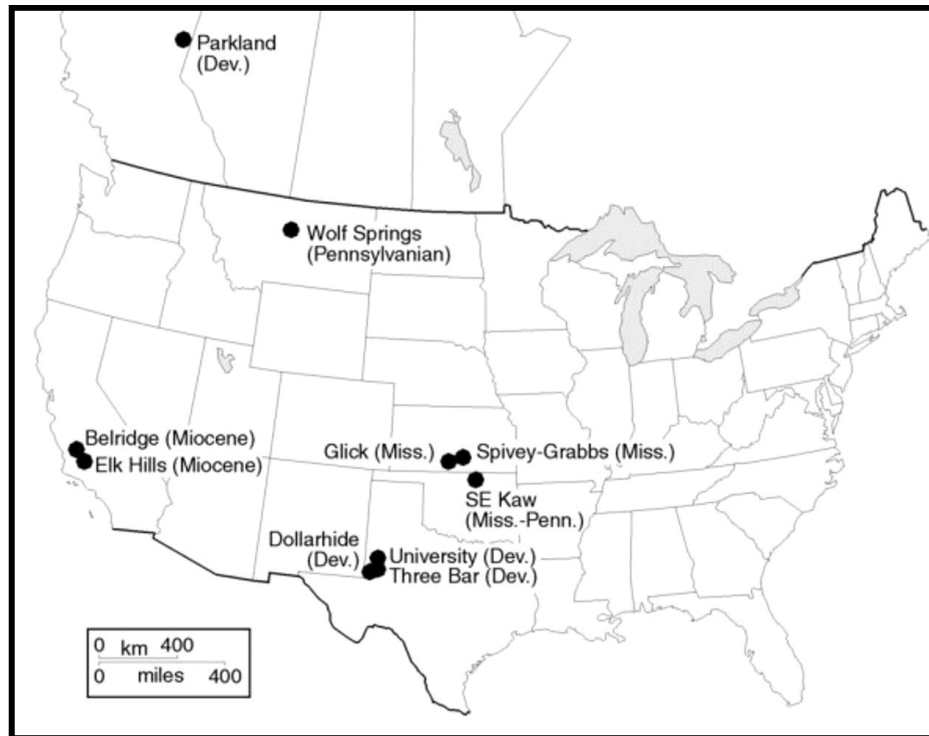 Parkland
(Dev.)
Wolf Springs
(Pennsylvanian)
Belridge (Miocene)
Elk Hills (Miocene)
Glick (Miss.)
Spivey-Grabbs (Miss.)
SE Kaw
(Miss.-Penn.)
Dollarhide
(Dev.)
University (Dev.)
Three Bar (Dev.)
0 km 400
0 miles 400